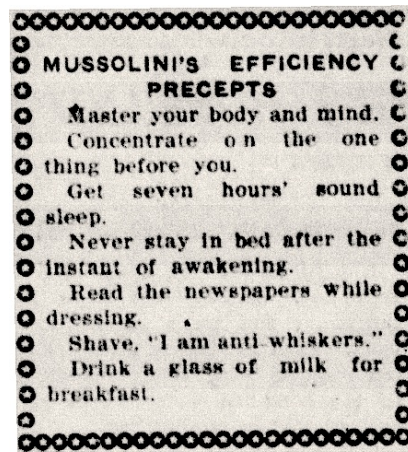 MUSSOLINI'S EFFICIENCY
PRECEPTS
Master your body and mind.
Concentrate on the one
thing before you.
Get seven hours' sound
sleep.
Never stay in bed after the
instant of awakening.
Read the newspapers while
dressing.
Shave. "I am anti-whiskers."
Drink a glass of milk for
breakfast.